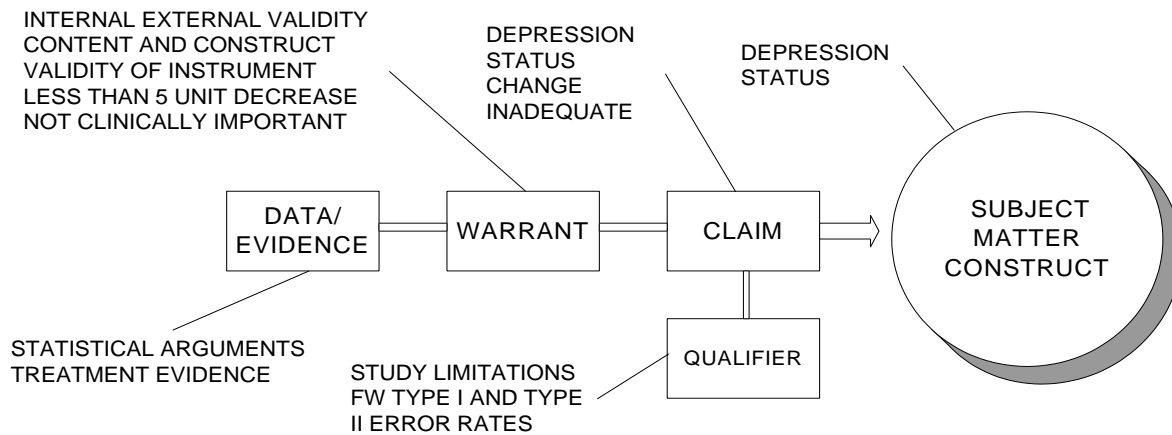 INTERNAL EXTERNAL VALIDITY
CONTENT AND CONSTRUCT
VALIDITY OF INSTRUMENT
LESS THAN 5 UNIT DECREASE
NOT CLINICALLY IMPORTANT
DEPRESSION
STATUS
CHANGE
INADEQUATE
DEPRESSION
STATUS
DATA/
EVIDENCE
WARRANT
CLAIM
SUBJECT
MATTER
CONSTRUCT
STATISTICAL ARGUMENTS
TREATMENT EVIDENCE
STUDY LIMITATIONS
FW TYPE I AND TYPE
II ERROR RATES
QUALIFIER